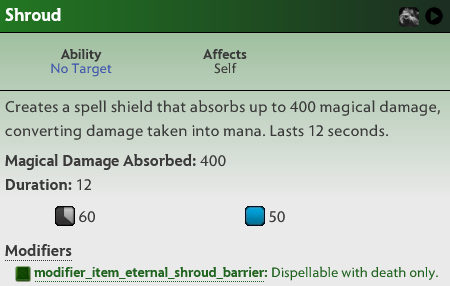 Shroud
Ability Affects
No Target Self
Creates a spell shield that absorbs up to 400 magical damage,
converting damage taken into mana. Lasts 12 seconds.
Magical Damage Absorbed: 400
Duration: 12
60 50
Modifiers
modifier_item_eternal_shroud_barrier: Dispellable with death only.